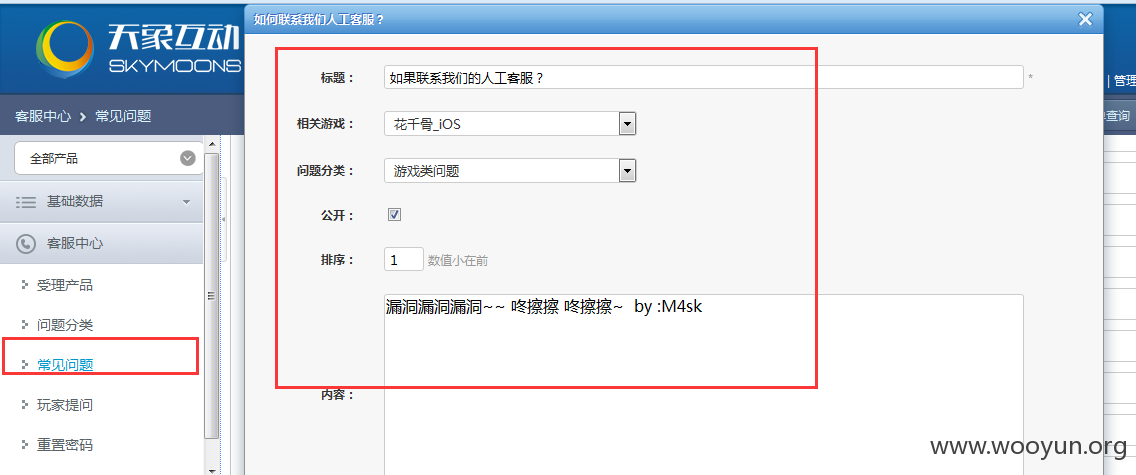 天象互动
SKYMOONS
如何联系我们人工客服？
标题：
如果联系我们的人工客服？
*
| 管理
客服中心 > 常见问题
查询
相关游戏：
花千骨_iOS
全部产品
问题分类：
游戏类问题
基础数据
公开：
客服中心
排序：
1
数值小在前
受理产品
漏洞漏洞漏洞~~ 咚擦擦 咚擦擦~ by :M4sk
问题分类
常见问题
内容：
玩家提问
重置密码
www.wooyun.org